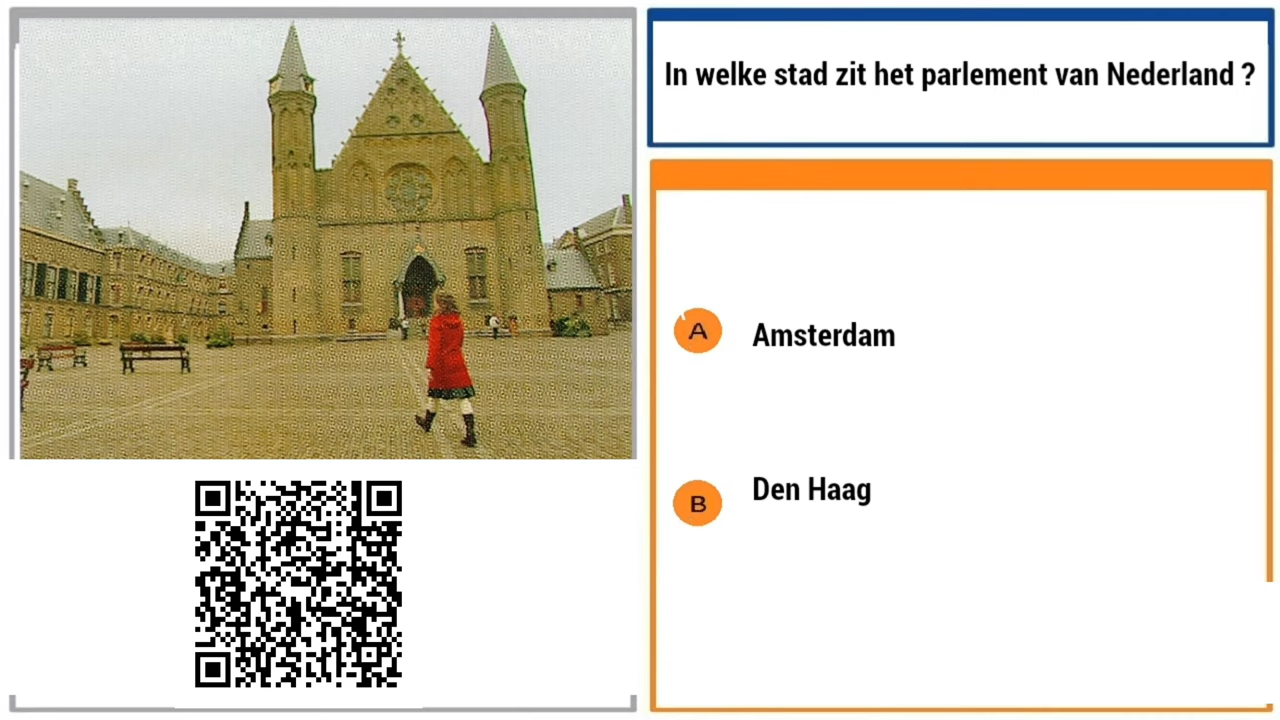 In welke stad zit het parlement van Nederland ?
A Amsterdam
B Den Haag